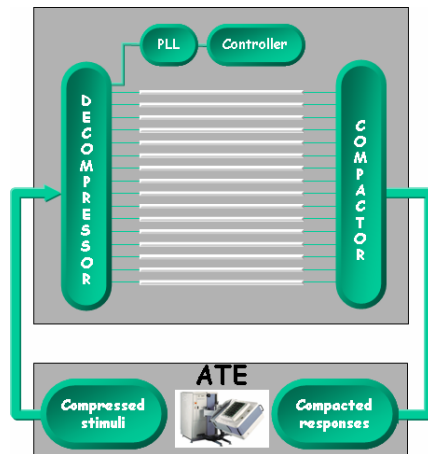 PLL
Controller
DECOMPRESSOR
COMPACTOR
ATE
Compressed
stimuli
Compacted
responses